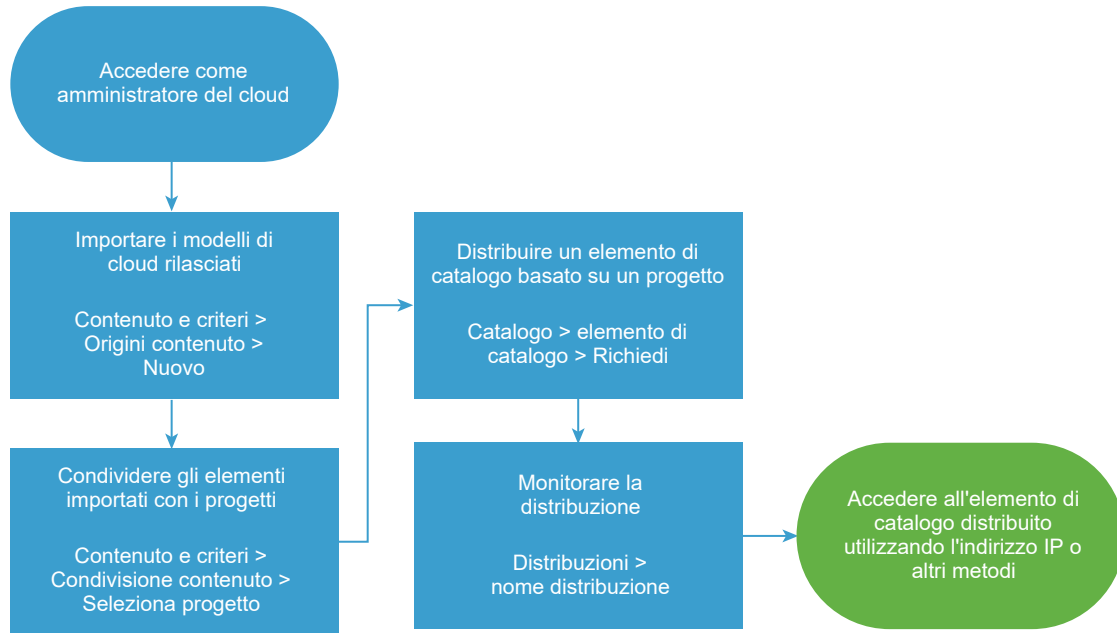 Accedere come
amministratore del cloud
Importare i modelli di
cloud rilasciati
Contenuto e criteri >
Origini contenuto >
Nuovo
Condividere gli elementi
importati con i progetti
Contenuto e criteri >
Condivisione contenuto >
Seleziona progetto
Distribuire un elemento di
catalogo basato su un progetto
Catalogo > elemento di
catalogo > Richiedi
Monitorare la
distribuzione
Distribuzioni >
nome distribuzione
Accedere all'elemento di
catalogo distribuito
utilizzando l'indirizzo IP o
altri metodi